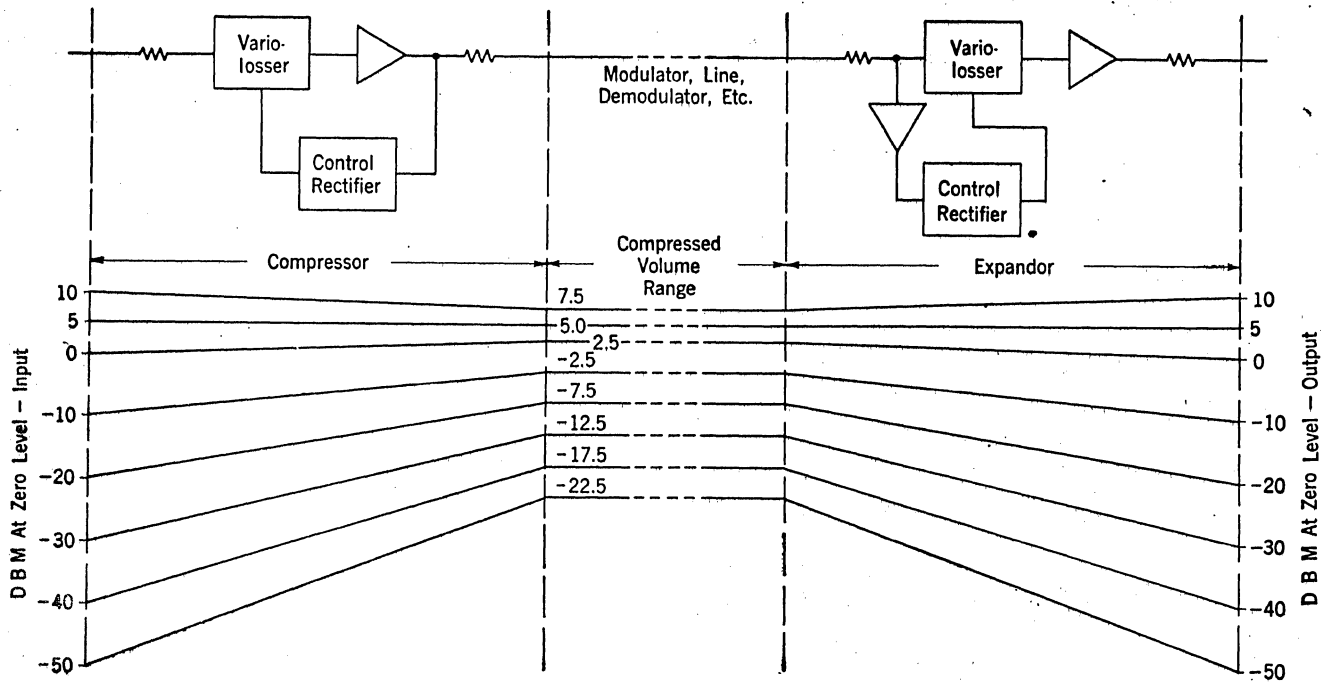 Vario-
losser
Control
Rectifier
Modulator, Line,
Demodulator, Etc.
Vario-
losser
Control
Rectifier
Compressor
Compressed
Volume
Range
Expandor
DBM At Zero Level – Input
10
5
0
-10
-20
-30
-40
-50
7.5
5.0
2.5
-2.5
-7.5
-12.5
-17.5
-22.5
10
5
0
-10
-20
-30
-40
-50
DBM At Zero Level – Output